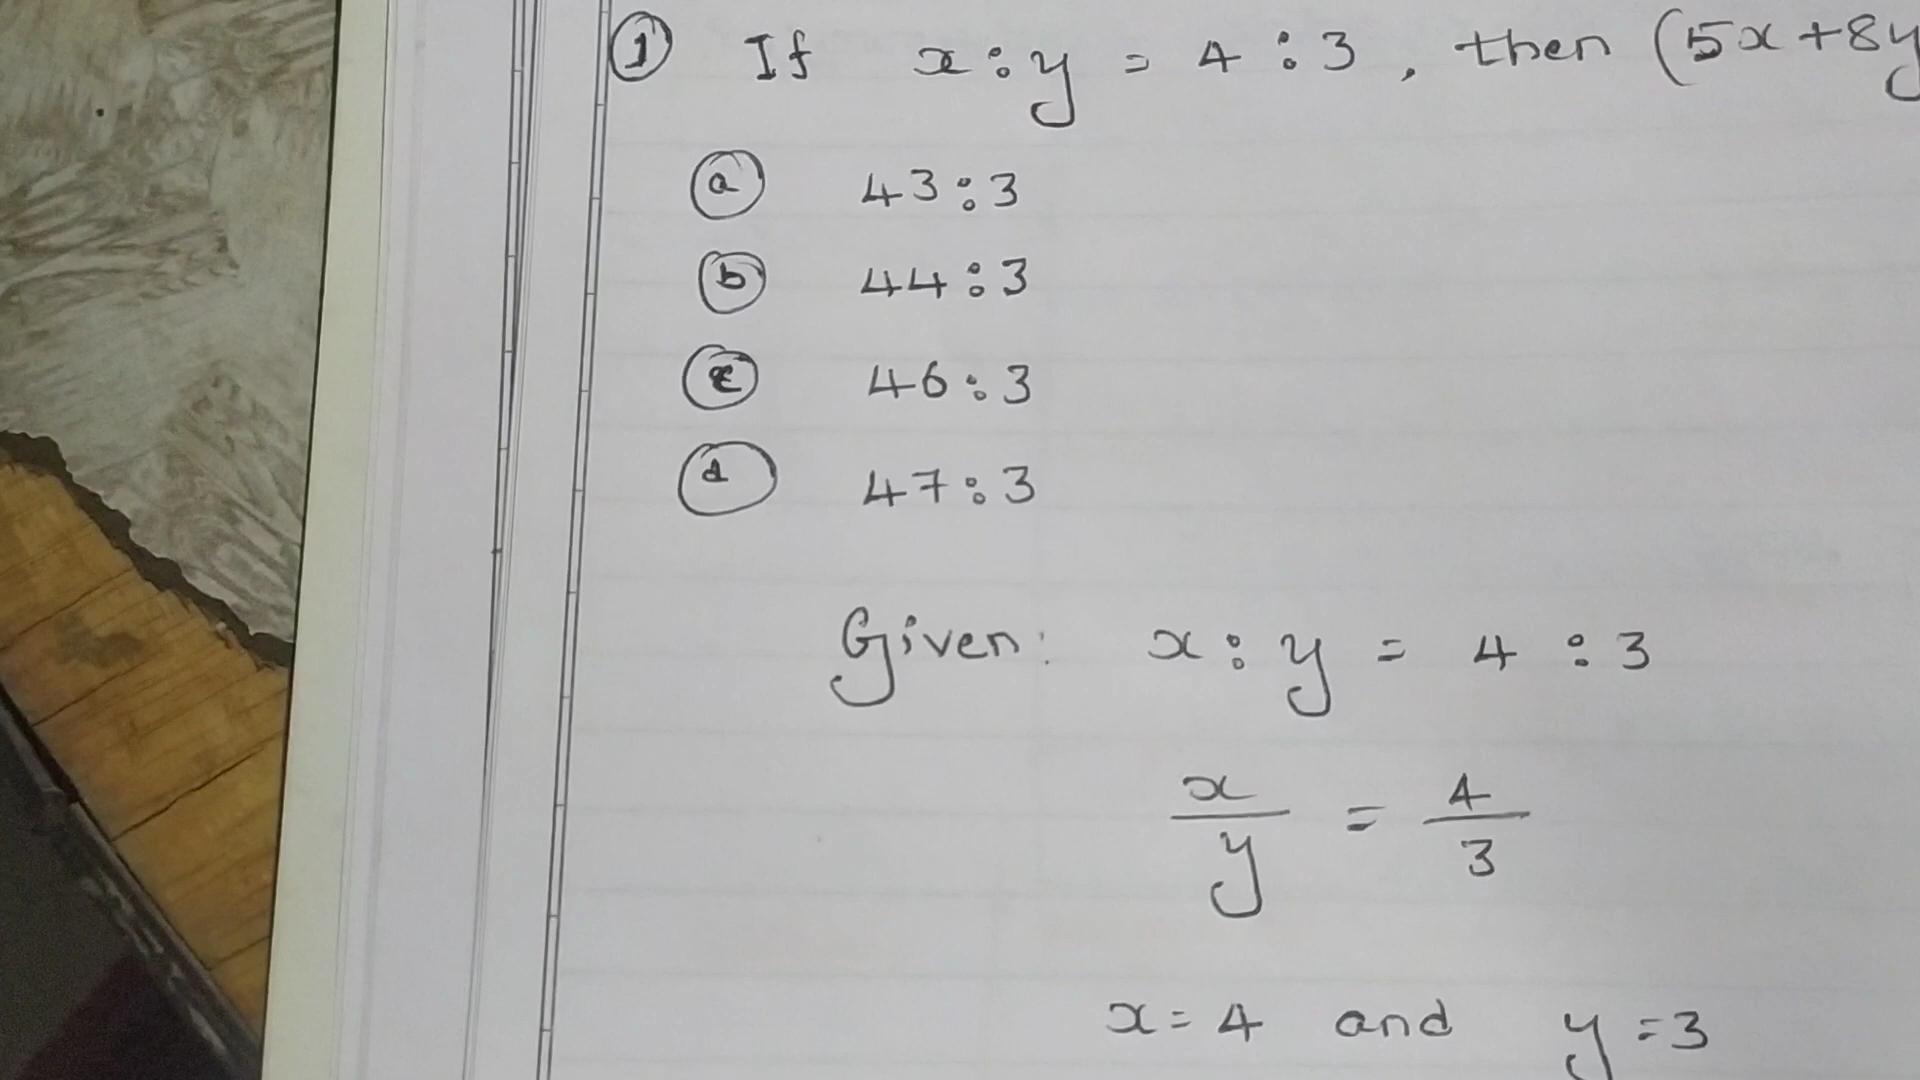 ① If x : y = 4 : 3, then (5x + 8y
ⓐ 43 : 3
ⓑ 44 : 3
ⓒ 46 : 3
ⓓ 47 : 3
Given: x : y = 4 : 3
x/y = 4/3
x = 4 and y = 3